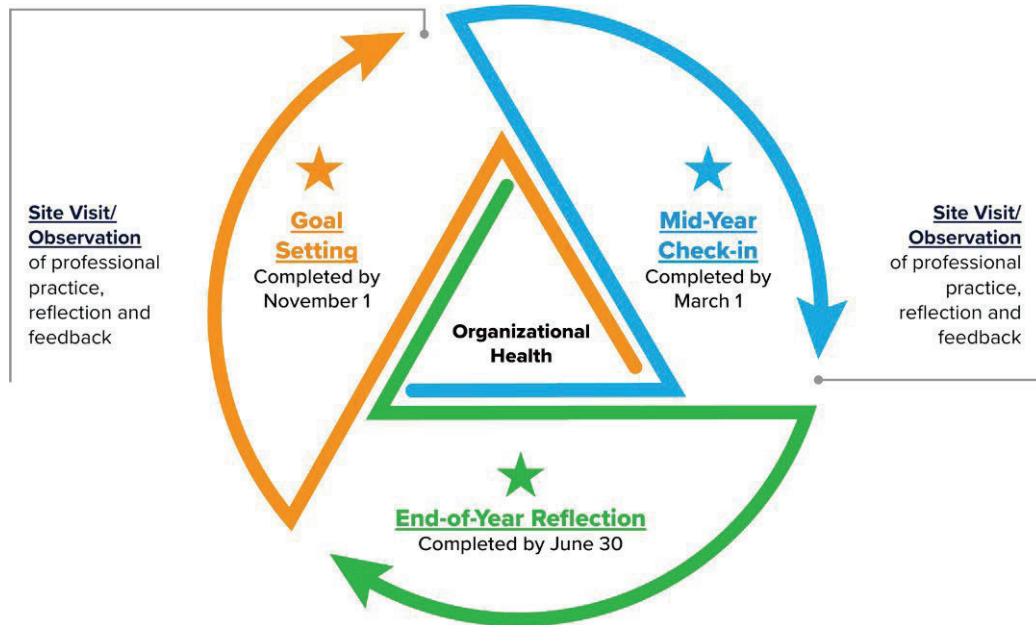 Site Visit/
Observation
of professional
practice,
reflection and
feedback
Goal
Setting
Completed by
November 1
Mid-Year
Check-in
Completed by
March 1
Site Visit/
Observation
of professional
practice,
reflection and
feedback
Organizational
Health
End-of-Year Reflection
Completed by June 30